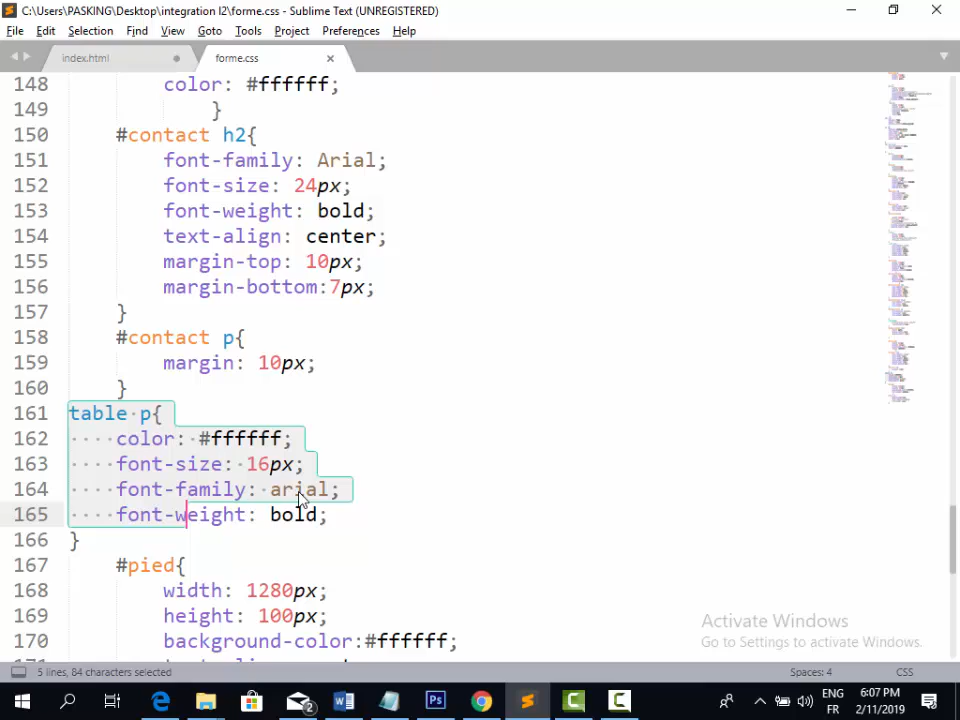 C:\Users\PASKING\Desktop\integration l2\forme.css - Sublime Text (UNREGISTERED)
File Edit Selection Find View Goto Tools Project Preferences Help
index.html forme.css
148 color: #ffffff;
149 }
150 #contact h2{
151 font-family: Arial;
152 font-size: 24px;
153 font-weight: bold;
154 text-align: center;
155 margin-top: 10px;
156 margin-bottom:7px;
157 }
158 #contact p{
159 margin: 10px;
160 }
161 table p{
162 color: #ffffff;
163 font-size: 16px;
164 font-family: arial;
165 font-weight: bold;
166 }
167 #pied{
168 width: 1280px;
169 height: 100px;
170 background-color:#ffffff;
Activate Windows
Go to Settings to activate Windows.
5 lines, 84 characters selected Spaces: 4 CSS
2 ENG 6:07 PM
FR 2/11/2019